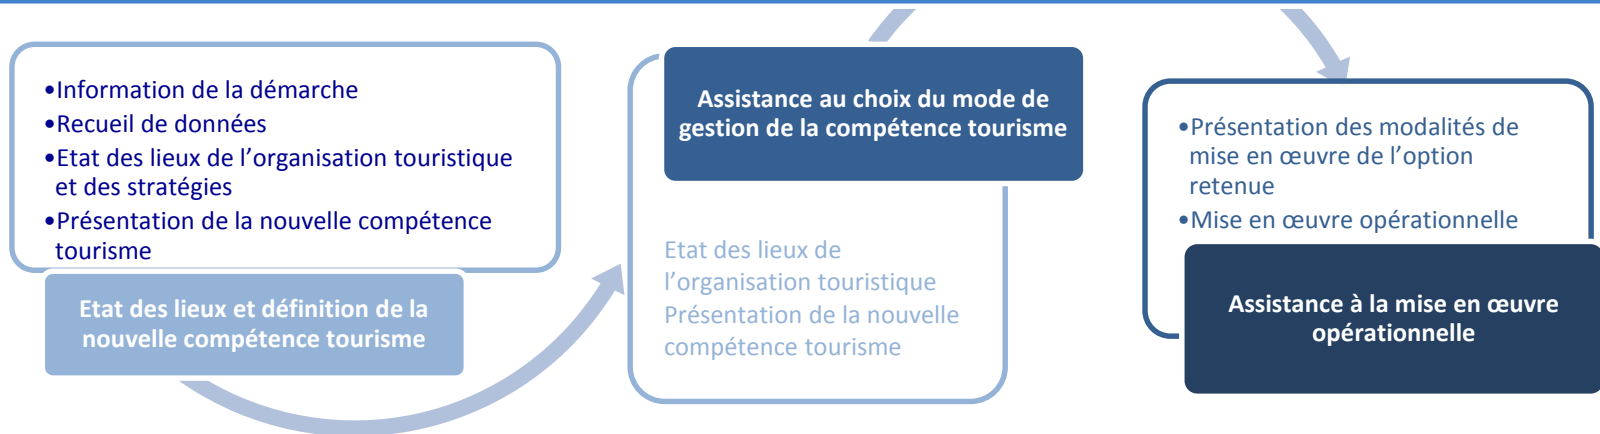 •Information de la démarche
•Recueil de données
•Etat des lieux de l’organisation touristique
et des stratégies
•Présentation de la nouvelle compétence
tourisme
Etat des lieux et définition de la
nouvelle compétence tourisme
Assistance au choix du mode de
gestion de la compétence tourisme
Etat des lieux de
l’organisation touristique
Présentation de la nouvelle
compétence tourisme
•Présentation des modalités de
mise en œuvre de l’option
retenue
•Mise en œuvre opérationnelle
Assistance à la mise en œuvre
opérationnelle